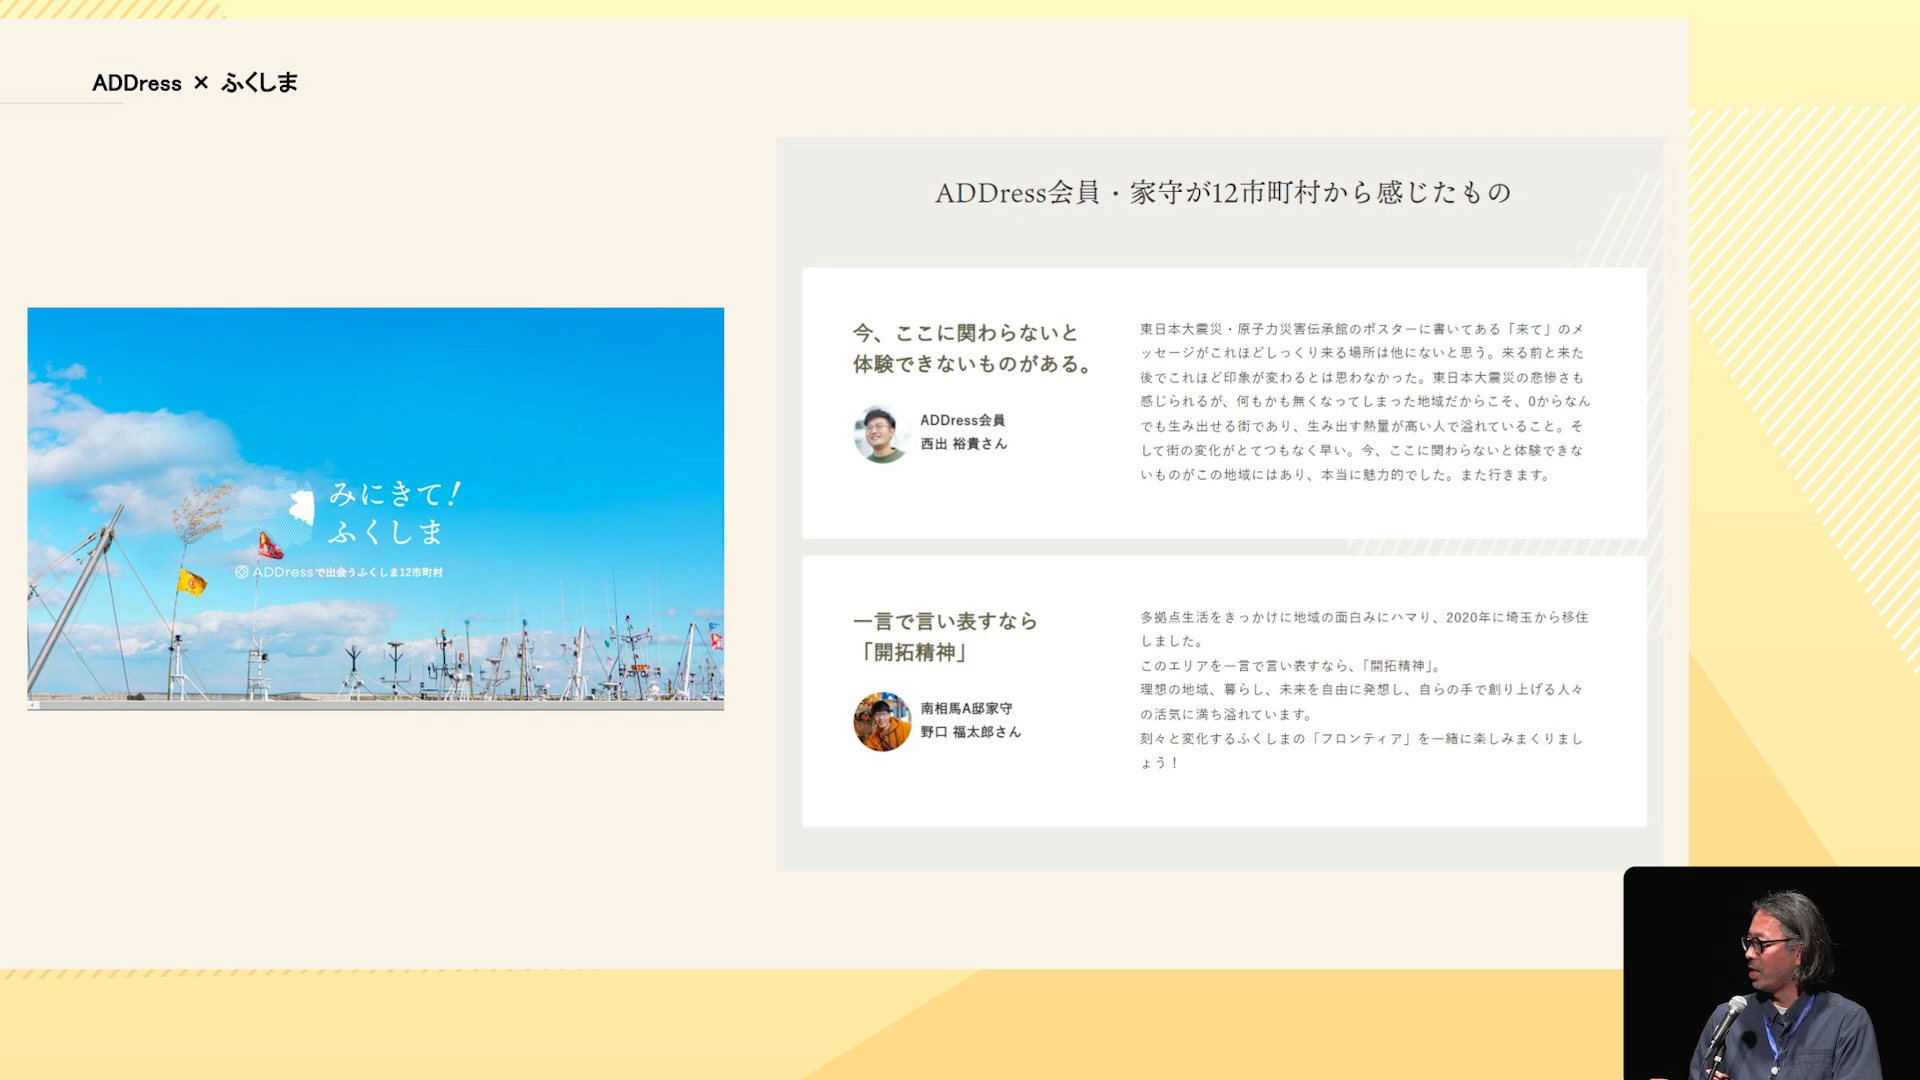 ADDress × ふくしま
みにきて!
ふくしま
ADDressで出会うふくしま12市町村
ADDress会員・家守が12市町村から感じたもの
今、ここに関わらないと
体験できないものがある。
ADDress会員
西出 裕貴さん
東日本大震災・原子力災害伝承館のポスターに書いてある「来て」のメ
ッセージがこれほどしっくり来る場所は他にないと思う。来る前と来た
後でこれほど印象が変わるとは思わなかった。東日本大震災の悲惨さも
感じられるが、何もかも無くなってしまった地域だからこそ、0からなん
でも生み出せる街であり、生み出す熱量が高い人で溢れていること。そ
して街の変化がとてつもなく早い。今、ここに関わらないと体験できな
いものがこの地域にはあり、本当に魅力的でした。また行きます。
一言で言い表すなら
「開拓精神」
南相馬A邸家守
野口 福太郎さん
多拠点生活をきっかけに地域の面白みにハマり、2020年に埼玉から移住
しました。
このエリアを一言で言い表すなら、「開拓精神」。
理想の地域、暮らし、未来を自由に発想し、自らの手で創り上げる人々
の活気に満ち溢れています。
刻々と変化するふくしまの「フロンティア」を一緒に楽しみまくりまし
ょう!